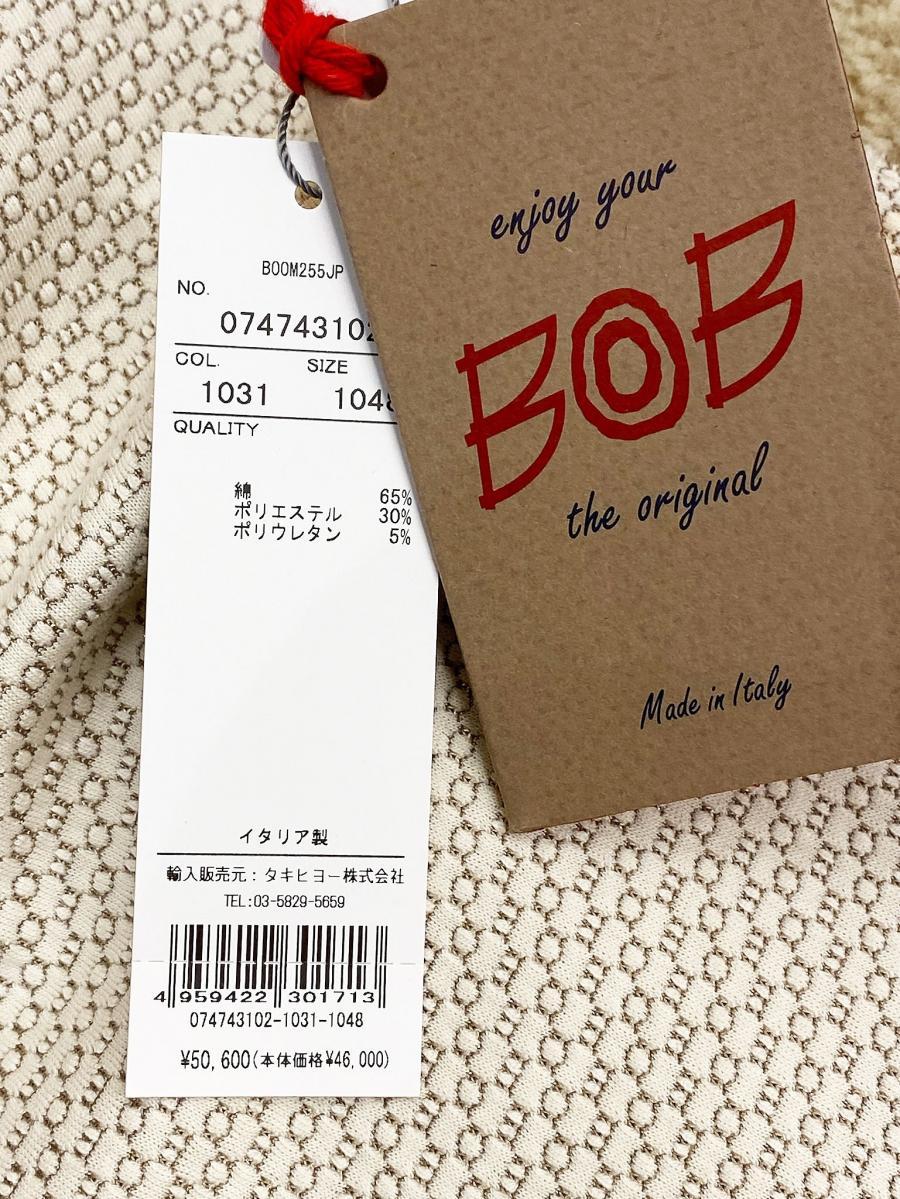 BOOM255JP
NO.
07474310
COL. SIZE
1031 104
QUALITY
綿 65%
ポリエステル 30%
ポリウレタン 5%
イタリア製
輸入販売元：タキヒヨー株式会社
TEL:03-5829-5659
4 959422 301713
074743102-1031-1048
¥50,600(本体価格¥46,000)
enjoy your
BOB
the original
Made in Italy